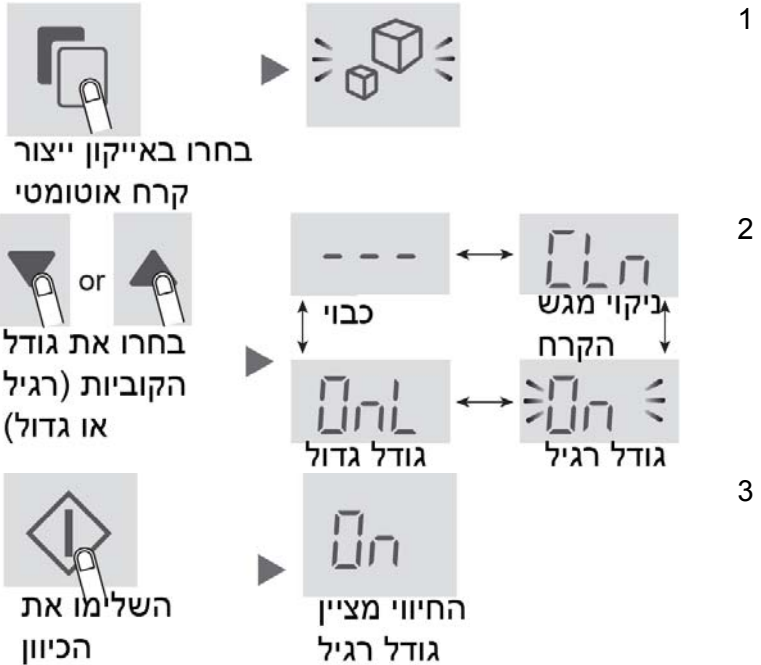 1
בחרו באייקון ייצור
קרח אוטומטי
2
or
בחרו את גודל
הקוביות (רגיל
או גדול)
- - -
כבוי
CLn
ניקוי מגש
הקרח
OnL
גודל גדול
On
גודל רגיל
3
השלימו את
הכיוון
On
החיווי מציין
גודל רגיל